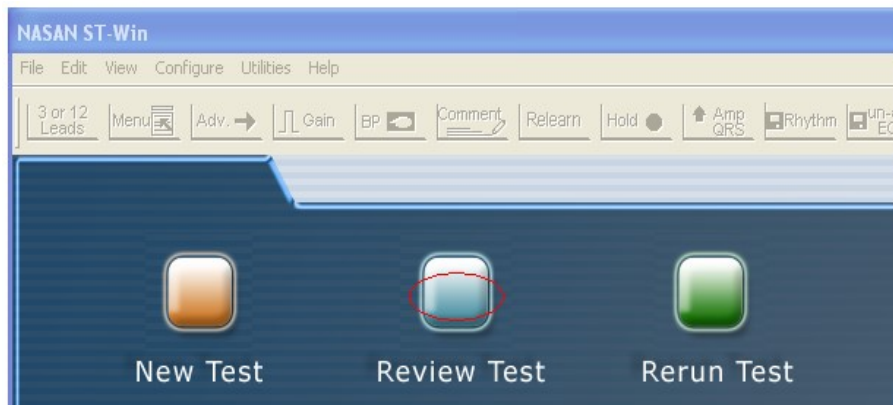 NASAN ST-Win
File Edit View Configure Utilities Help
3 or 12 Leads Menu Adv. Gain BP Comment Relearn Hold Amp QRS Rhythm
New Test Review Test Rerun Test